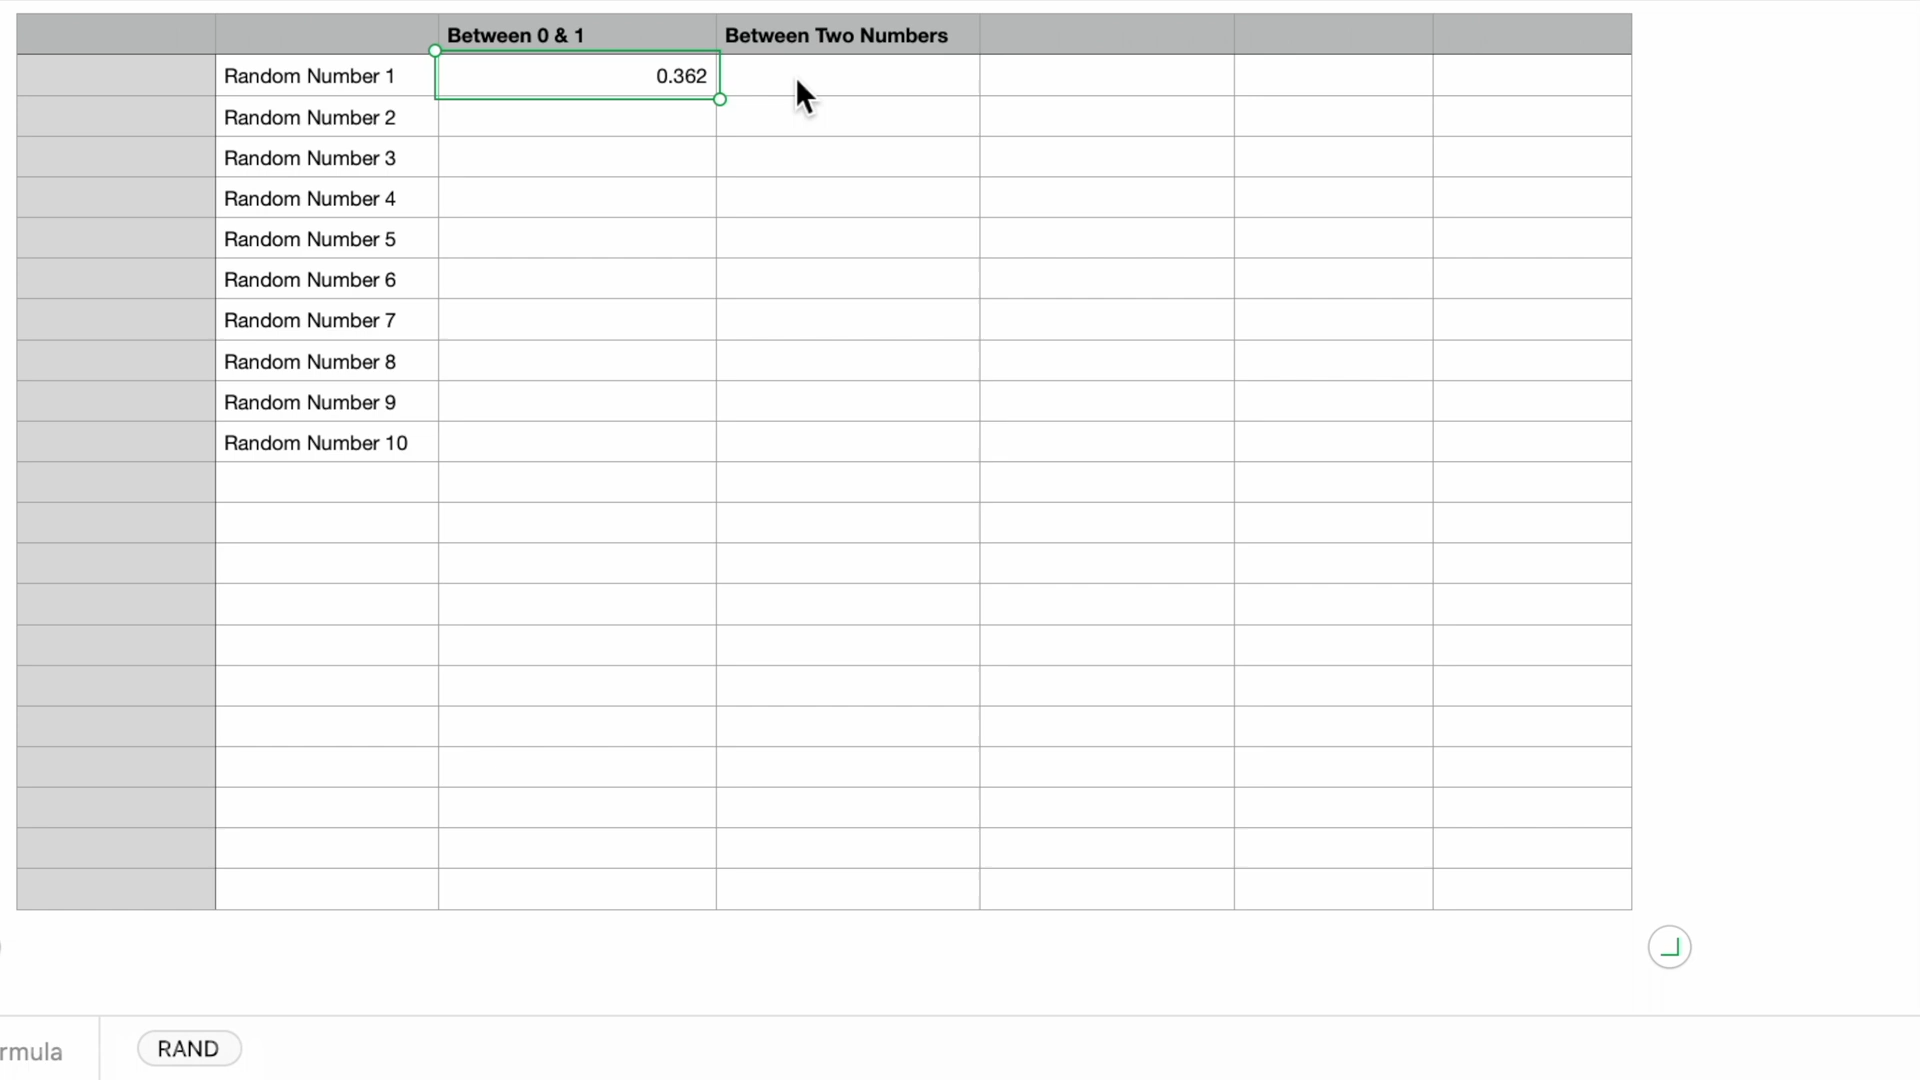 Between 0 & 1 Between Two Numbers
Random Number 1 0.362
Random Number 2
Random Number 3
Random Number 4
Random Number 5
Random Number 6
Random Number 7
Random Number 8
Random Number 9
Random Number 10
rmula RAND